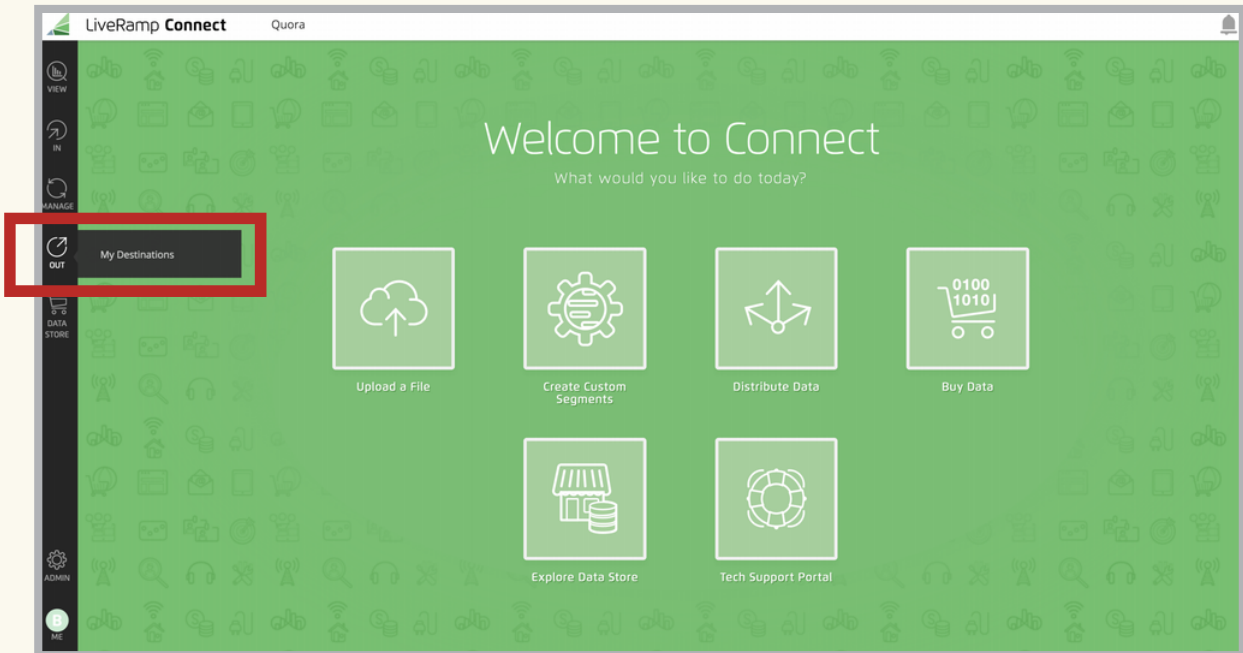 LiveRamp Connect
Quora
VIEW
IN
MANAGE
OUT
My Destinations
DATA
STORE
ADMIN
B
ME
Welcome to Connect
What would you like to do today?
Upload a File
Create Custom
Segments
Distribute Data
0100
1010
Buy Data
Explore Data Store
Tech Support Portal